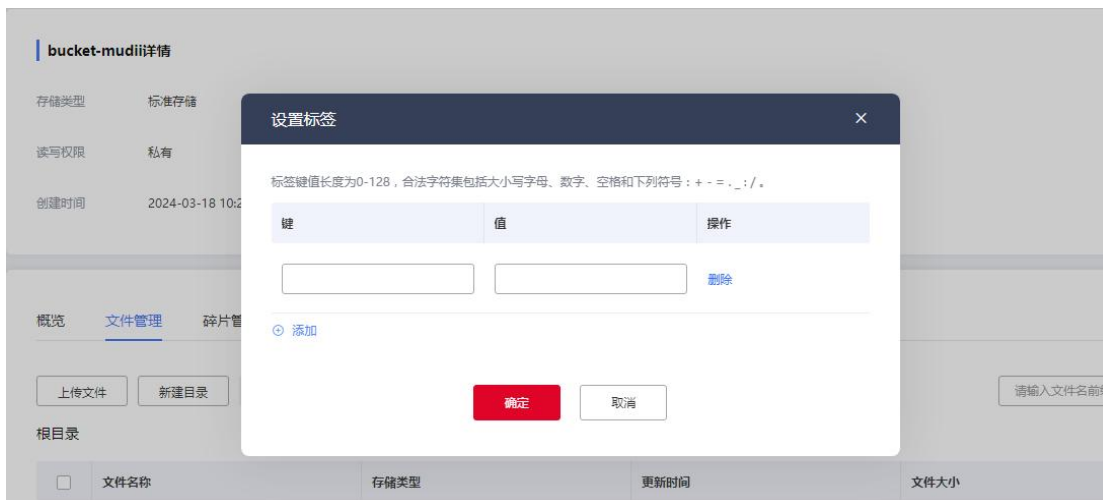 bucket-mudii详情
存储类型 标准存储
读写权限 私有
创建时间 2024-03-18 10:2
设置标签
标签键值长度为0-128，合法字符集包括大小写字母、数字、空格和下列符号：+ - = . _ : / 。
键 值 操作
删除
添加
确定 取消
概览 文件管理 碎片管
上传文件 新建目录 请输入文件名前
根目录
文件名称 存储类型 更新时间 文件大小